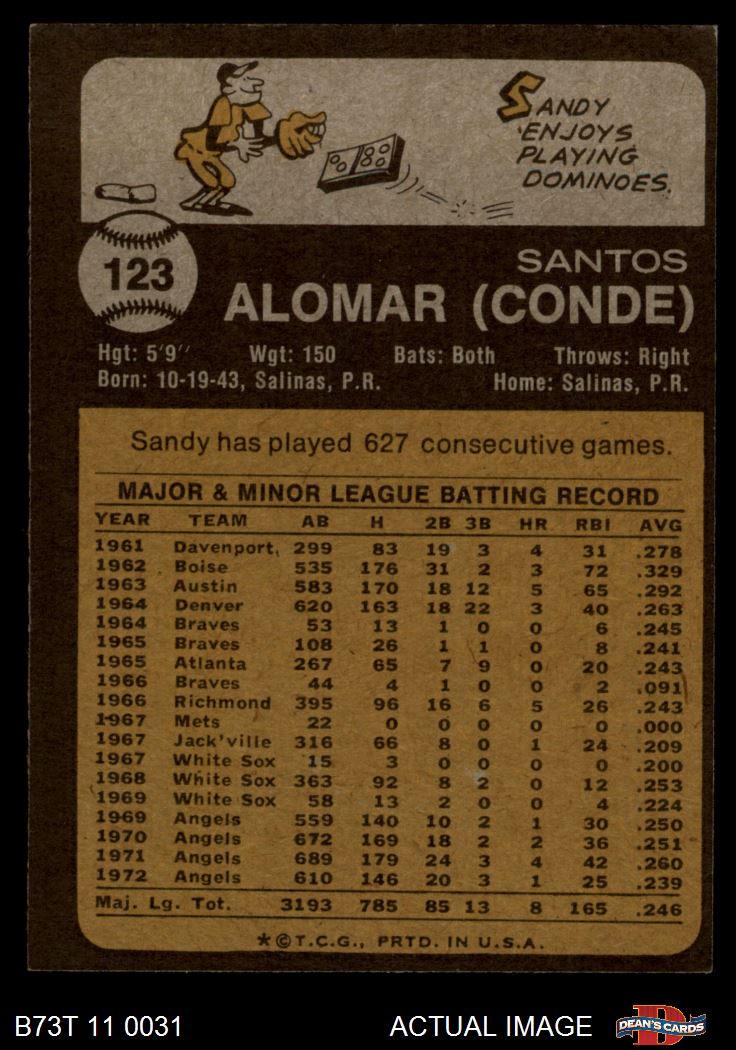 SANDY
ENJOYS
PLAYING
DOMINOES.
123
SANTOS
ALOMAR (CONDE)
Hgt: 5'9" Wgt: 150 Bats: Both Throws: Right
Born: 10-19-43, Salinas, P.R. Home: Salinas, P.R.
Sandy has played 627 consecutive games.
MAJOR & MINOR LEAGUE BATTING RECORD
YEAR TEAM AB H 2B 3B HR RBI AVG
1961 Davenport, 299 83 19 3 4 31 .278
1962 Boise 535 176 31 2 3 72 .329
1963 Austin 583 170 18 12 5 65 .292
1964 Denver 620 163 18 22 3 40 .263
1964 Braves 53 13 1 0 0 6 .245
1965 Braves 108 26 1 1 0 8 .241
1965 Atlanta 267 65 7 9 0 20 .243
1966 Braves 44 4 1 0 0 2 .091
1966 Richmond 395 96 16 6 5 26 .243
1967 Mets 22 0 0 0 0 0 .000
1967 Jack'ville 316 66 8 0 1 24 .209
1967 White Sox 15 3 0 0 0 0 .200
1968 White Sox 363 92 8 2 0 12 .253
1969 White Sox 58 13 2 0 0 4 .224
1969 Angels 559 140 10 2 1 30 .250
1970 Angels 672 169 18 2 2 36 .251
1971 Angels 689 179 24 3 4 42 .260
1972 Angels 610 146 20 3 1 25 .239
Maj. Lg. Tot. 3193 785 85 13 8 165 .246
*©T.C.G., PRTD. IN U.S.A.
B73T 11 0031 ACTUAL IMAGE DEAN'S CARDS